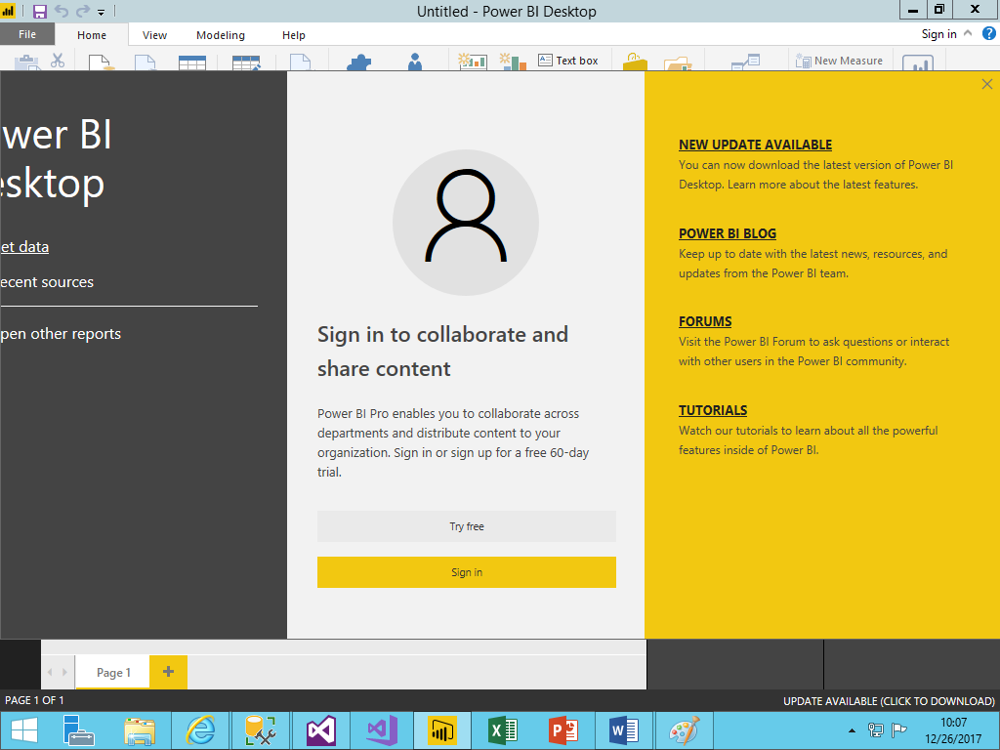 Untitled - Power BI Desktop
File Home View Modeling Help Sign in ?
Text box New Measure
wer BI
esktop
et data
ecent sources
pen other reports
Sign in to collaborate and
share content
Power BI Pro enables you to collaborate across
departments and distribute content to your
organization. Sign in or sign up for a free 60-day
trial.
Try free
Sign in
NEW UPDATE AVAILABLE
You can now download the latest version of Power BI
Desktop. Learn more about the latest features.
POWER BI BLOG
Keep up to date with the latest news, resources, and
updates from the Power BI team.
FORUMS
Visit the Power BI Forum to ask questions or interact
with other users in the Power BI community.
TUTORIALS
Watch our tutorials to learn about all the powerful
features inside of Power BI.
Page 1
PAGE 1 OF 1
UPDATE AVAILABLE (CLICK TO DOWNLOAD)
10:07
12/26/2017